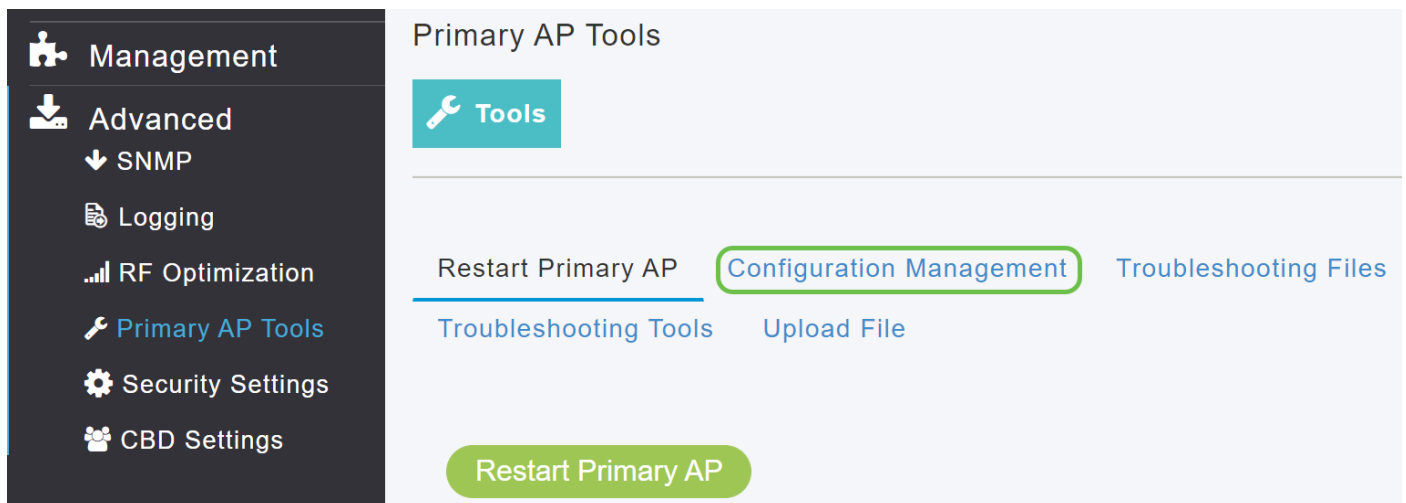 Management
Advanced
SNMP
Logging
RF Optimization
Primary AP Tools
Security Settings
CBD Settings
Primary AP Tools
Tools
Restart Primary AP Configuration Management Troubleshooting Files
Troubleshooting Tools Upload File
Restart Primary AP